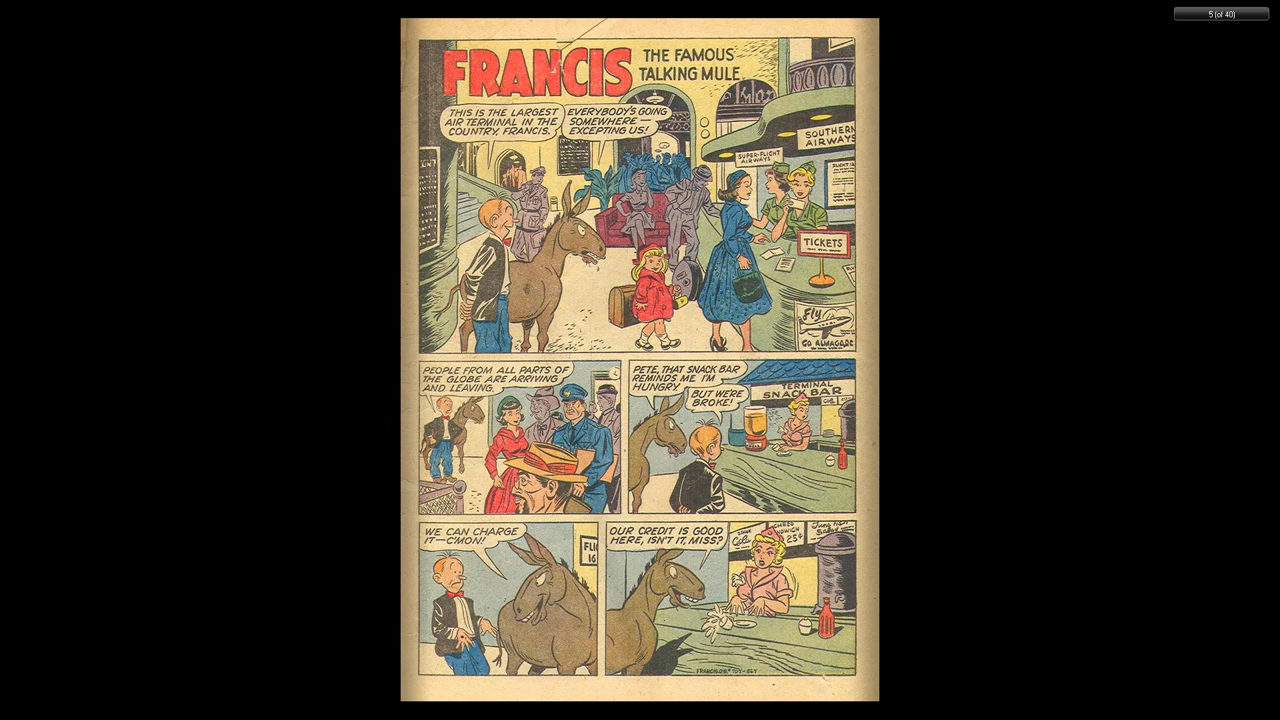 5 (of 40)
FRANCIS
THE FAMOUS
TALKING MULE
THIS IS THE LARGEST
AIR TERMINAL IN THE
COUNTRY, FRANCIS.
EVERYBODY'S GOING
SOMEWHERE —
EXCEPTING US!
SOUTHERN
AIRWAYS
SUPER-FLIGHT
AIRWAYS
TICKETS
Fly
PEOPLE FROM ALL PARTS OF
THE GLOBE ARE ARRIVING
AND LEAVING.
PETE, THAT SNACK BAR
REMINDS ME I'M
HUNGRY.
BUT WE'RE
BROKE!
TERMINAL
SNACK BAR
WE CAN CHARGE
IT—C'MON!
FLI
16
OUR CREDIT IS GOOD
HERE, ISN'T IT, MISS?
25¢